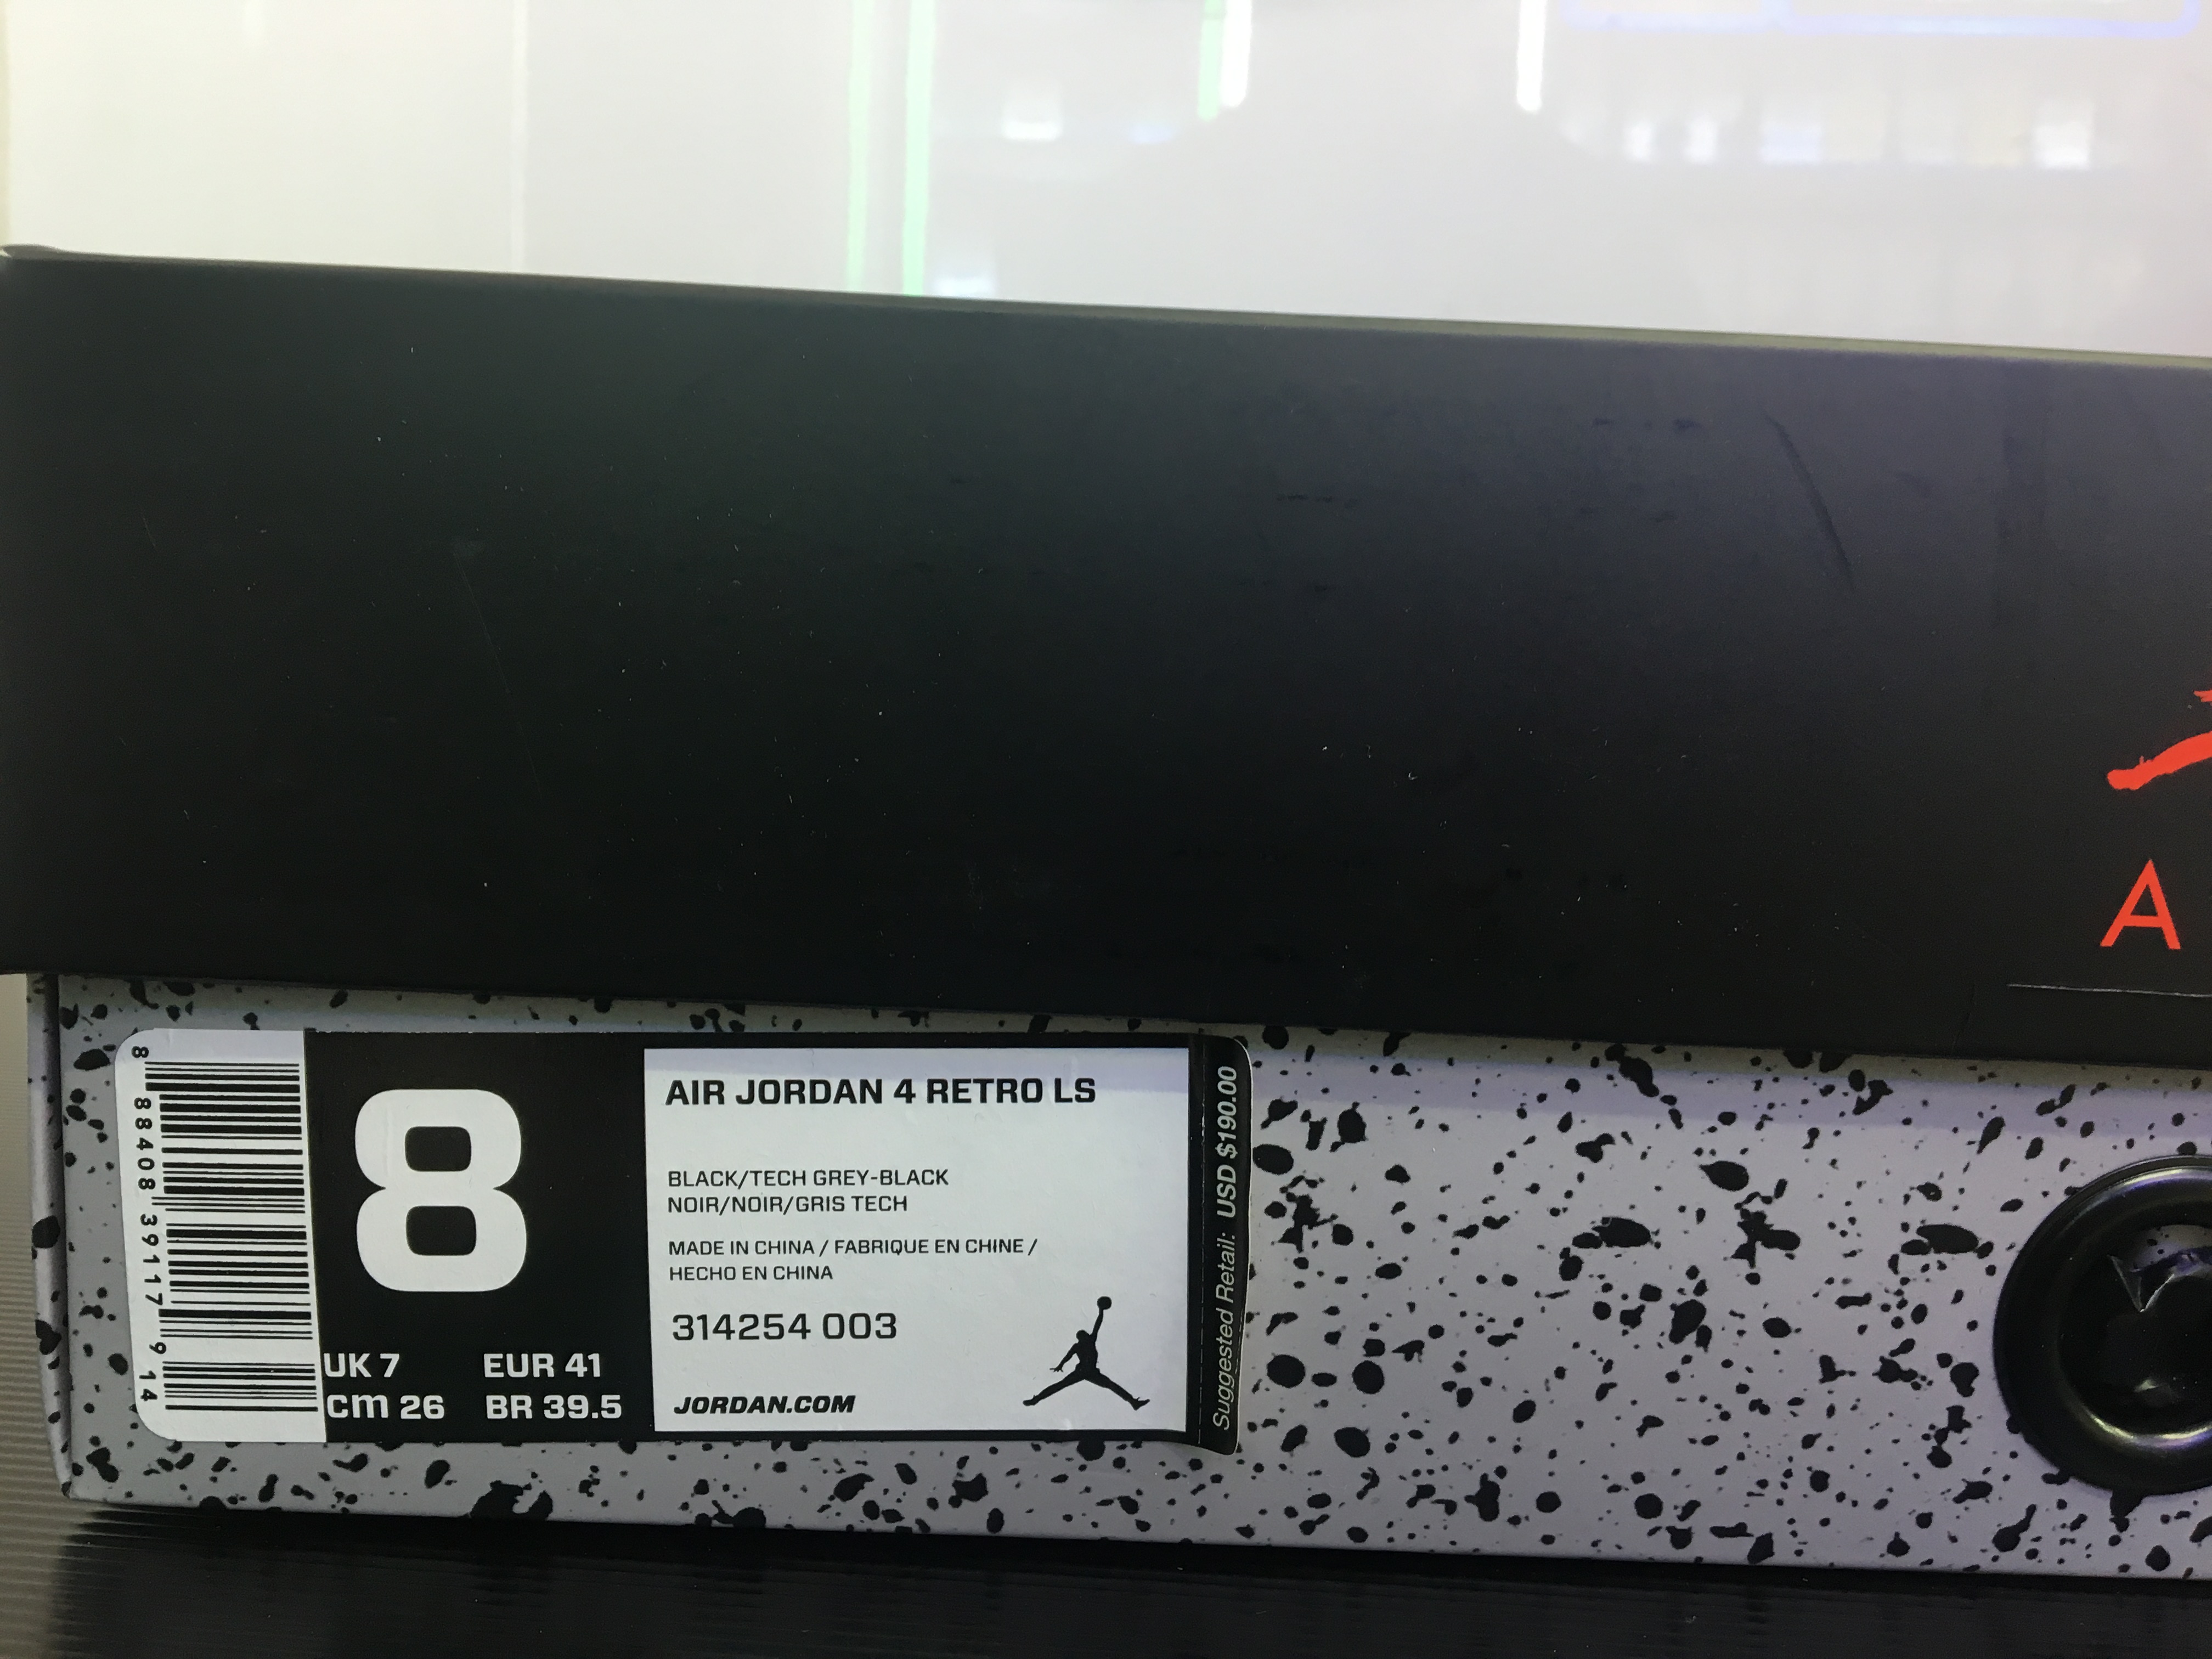 A
8 88408 39117 9 14
8
UK 7 EUR 41
cm 26 BR 39.5
AIR JORDAN 4 RETRO LS
BLACK/TECH GREY-BLACK
NOIR/NOIR/GRIS TECH
MADE IN CHINA / FABRIQUE EN CHINE /
HECHO EN CHINA
314254 003
JORDAN.COM
Suggested Retail: USD $190.00